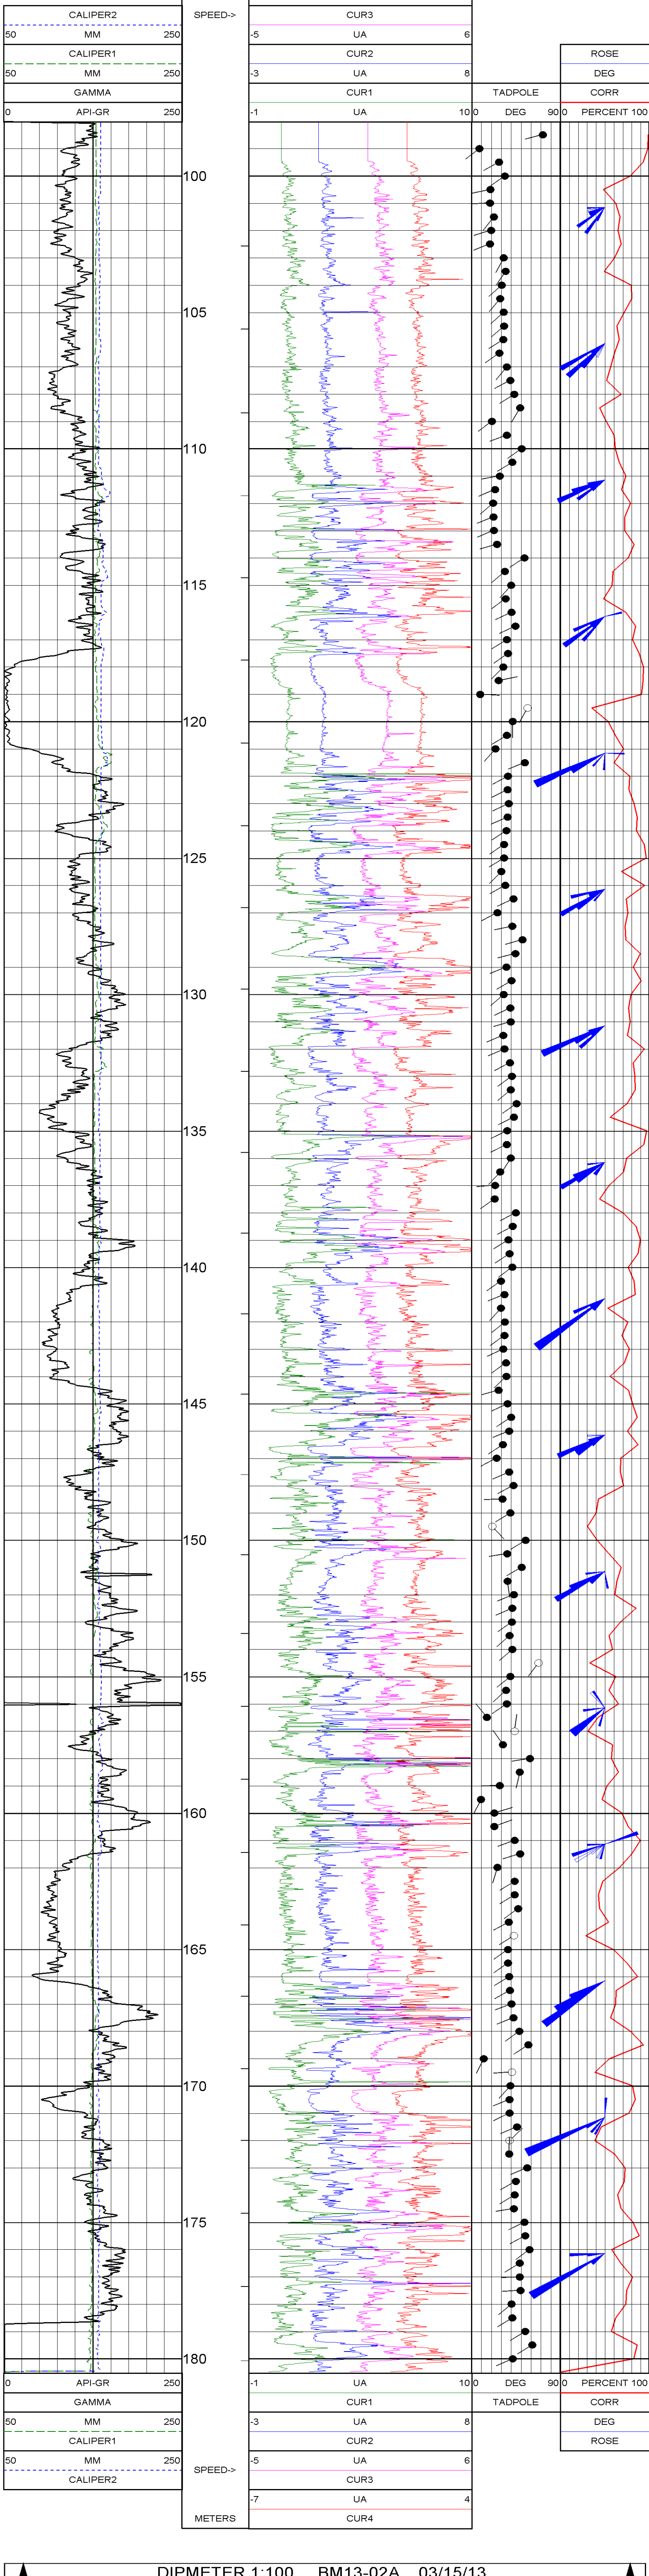 CALIPER2 SPEED-> CUR3
50 MM 250 -5 UA 6
CALIPER1 CUR2 ROSE
50 MM 250 -3 UA 8 DEG
GAMMA CUR1 TADPOLE CORR
0 API-GR 250 -1 UA 10 0 DEG 90 0 PERCENT 100
100
105
110
115
120
125
130
135
140
145
150
155
160
165
170
175
180
0 API-GR 250 -1 UA 10 0 DEG 90 0 PERCENT 100
GAMMA CUR1 TADPOLE CORR
50 MM 250 -3 UA 8 DEG
CALIPER1 CUR2 ROSE
50 MM 250 SPEED-> -5 UA 6
CALIPER2 CUR3
-7 UA 4
METERS CUR4
DIPMETER 1:100 BM13-02A 03/15/13